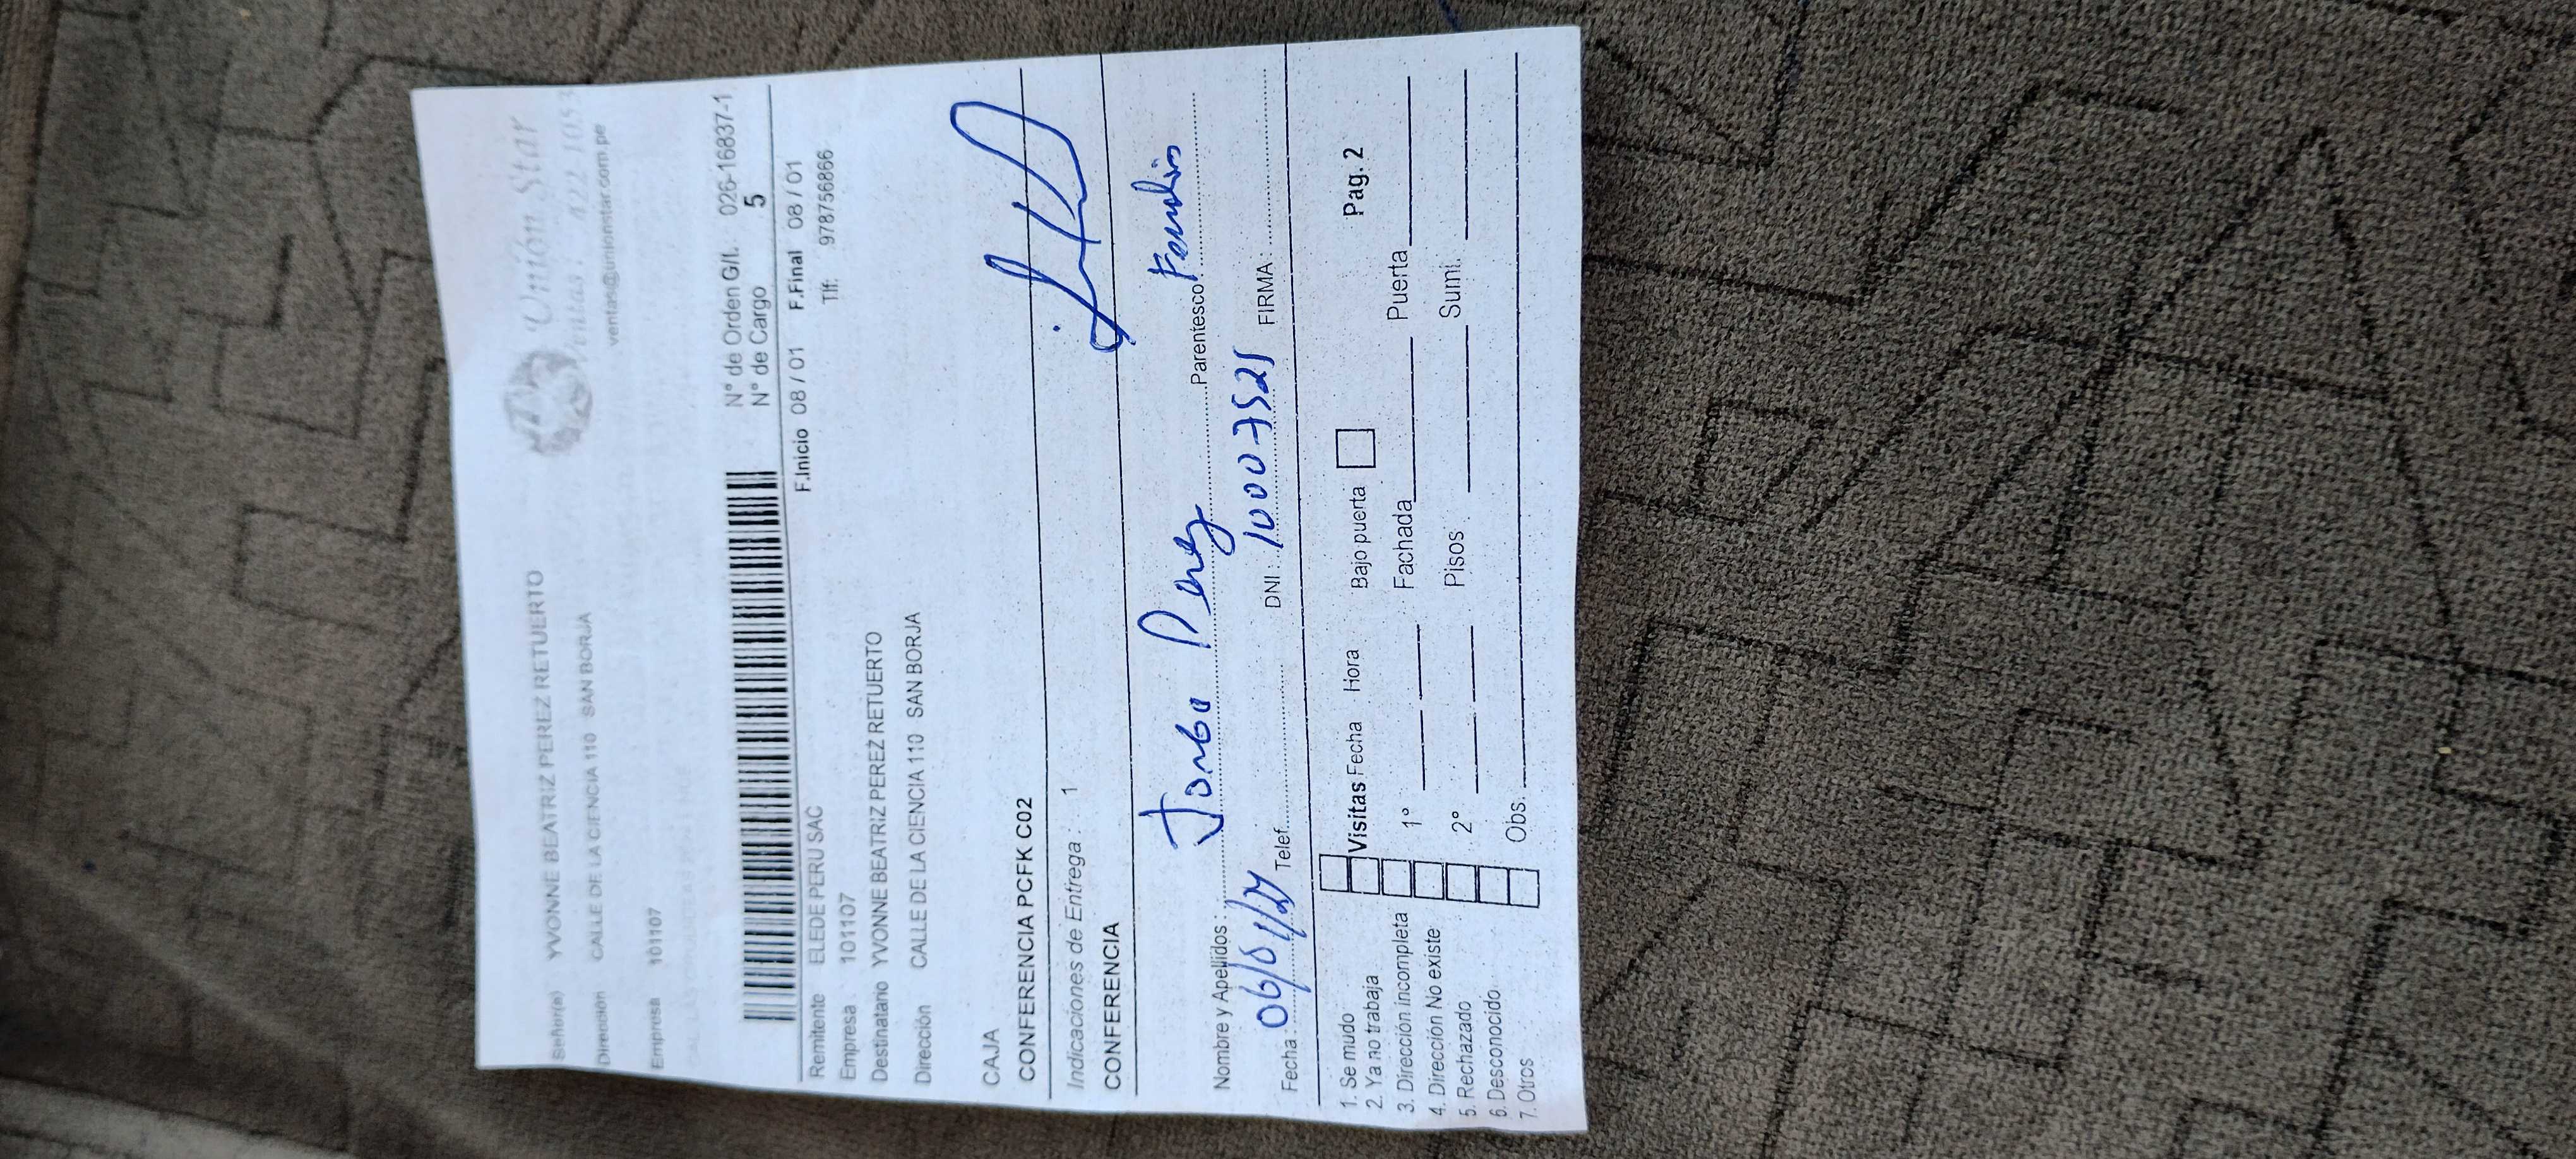 Unión Star
Ventas: 422-1053
ventas@unionstar.com.pe
Señor(a) YVONNE BEATRIZ PEREZ RETUERTO
Dirección CALLE DE LA CIENCIA 110 SAN BORJA
Empresa 101107
N° de Orden G/I. 026-16837-1
N° de Cargo 5
F.Inicio 08 / 01 F.Final 08 / 01
Remitente ELEDE PERU SAC Tlf: 978756866
Empresa 101107
Destinatario YVONNE BEATRIZ PEREZ RETUERTO
Dirección CALLE DE LA CIENCIA 110 SAN BORJA
CAJA
CONFERENCIA PCFK C02
Indicaciones de Entrega : 1
CONFERENCIA
Nombre y Apellidos : Perez Parentesco: Familia
Fecha : 06/01/24 Telef. DNI : 10007521 FIRMA:
1. Se mudo Visitas Fecha Hora Bajo puerta Pag. 2
2. Ya no trabaja
3. Dirección incompleta 1° Fachada Puerta
4. Dirección No existe
5. Rechazado 2° Pisos Sumi.
6. Desconocido
7. Otros Obs.